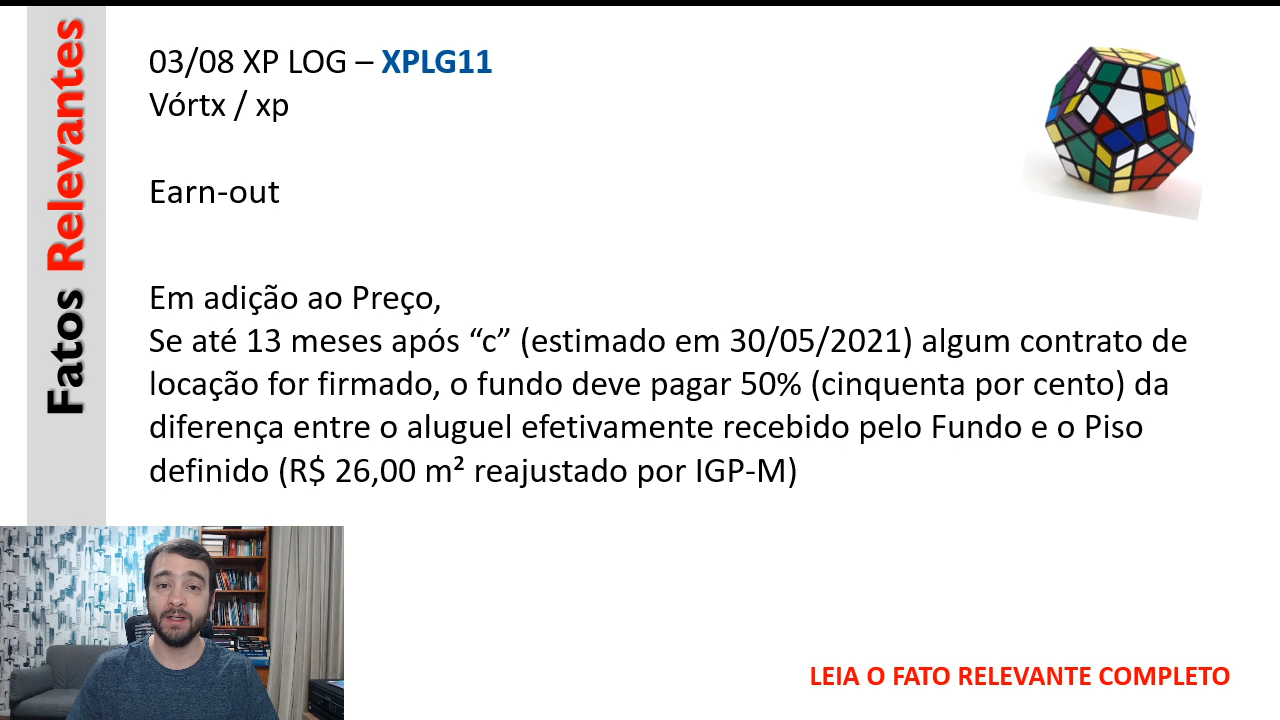 Fatos Relevantes
03/08 XP LOG – XPLG11
Vórtx / xp
Earn-out
Em adição ao Preço,
Se até 13 meses após “c” (estimado em 30/05/2021) algum contrato de
locação for firmado, o fundo deve pagar 50% (cinquenta por cento) da
diferença entre o aluguel efetivamente recebido pelo Fundo e o Piso
definido (R$ 26,00 m² reajustado por IGP-M)
LEIA O FATO RELEVANTE COMPLETO